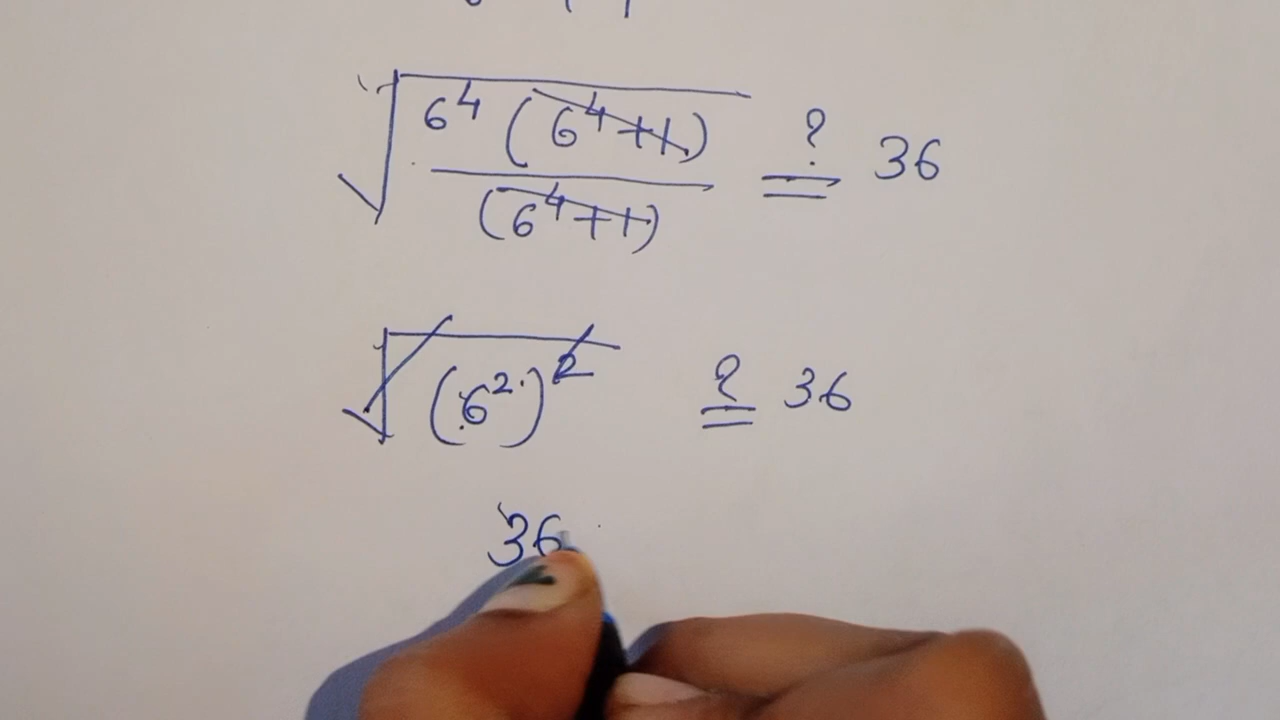 √(6⁴(6⁴+1)/(6⁴+1)) ≟ 36
√(6²)² ≟ 36
36